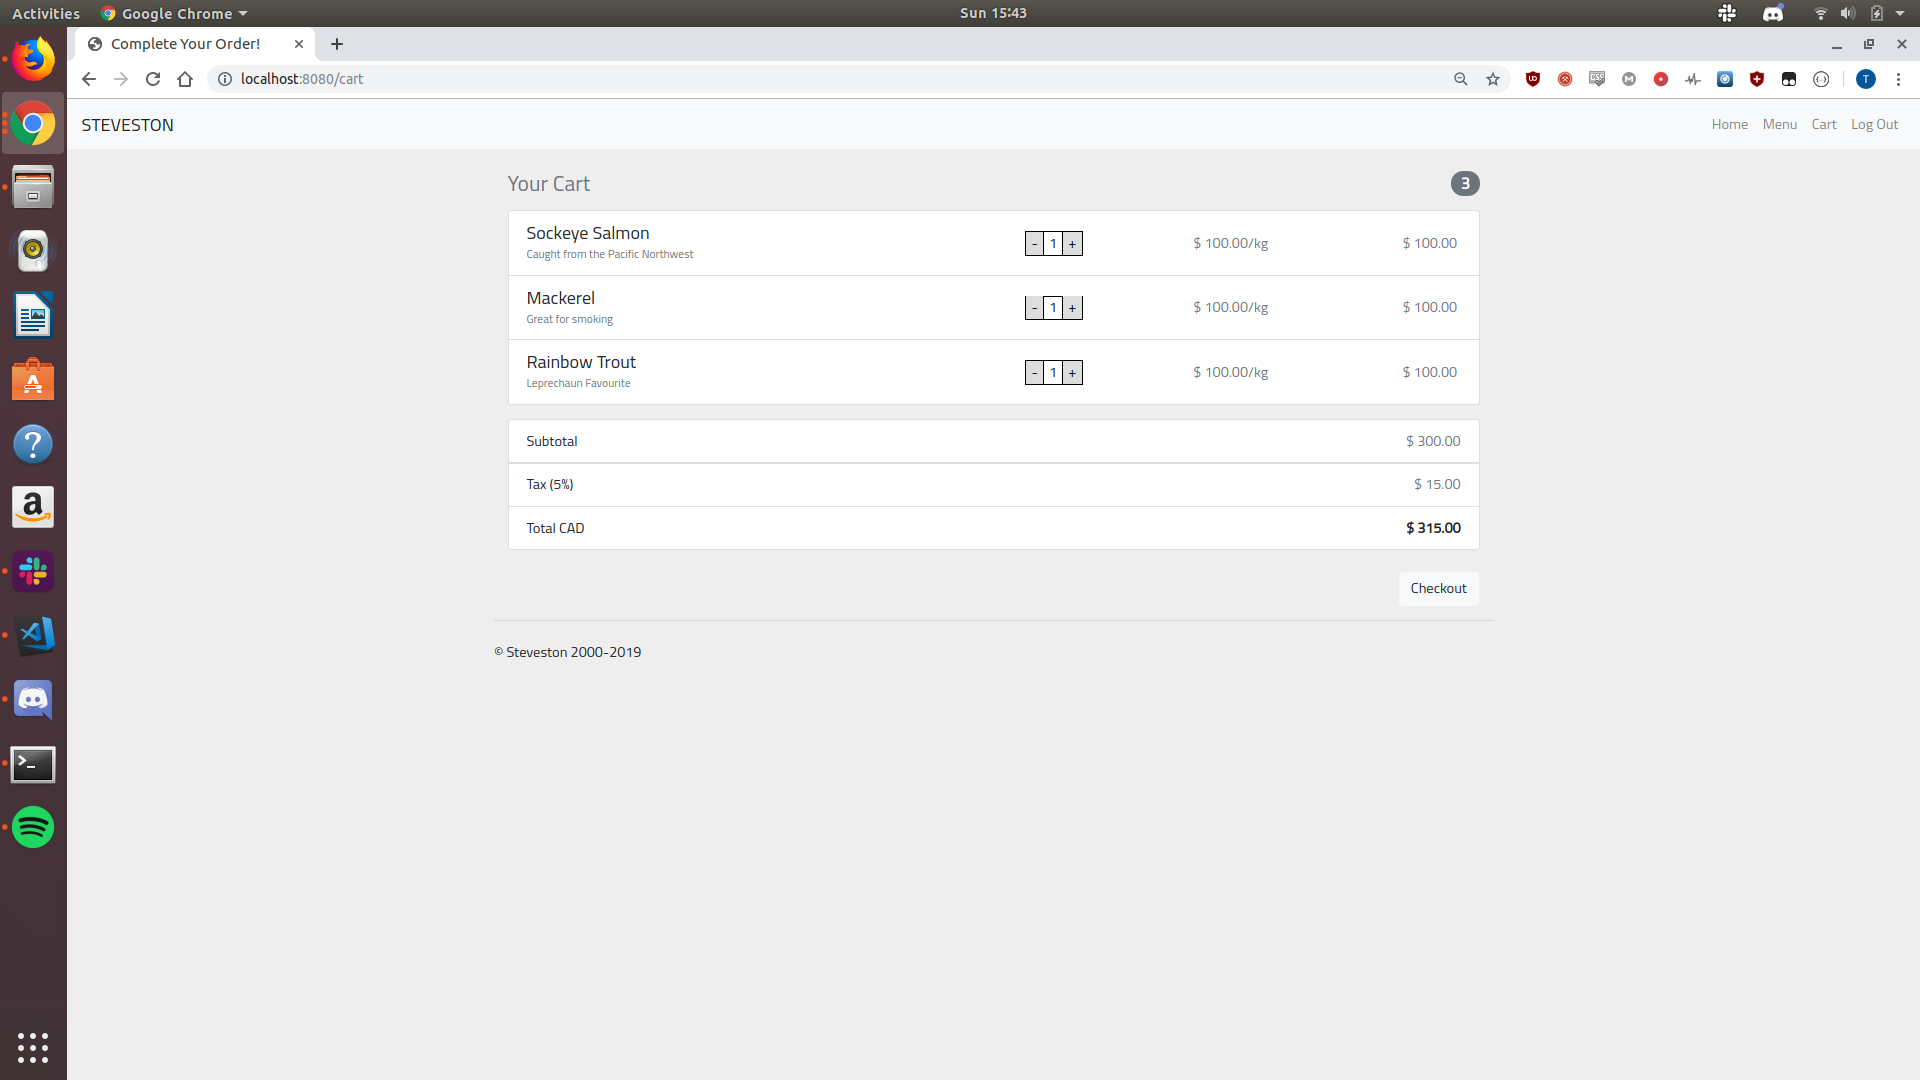 Activities Google Chrome Sun 15:43
Complete Your Order!
localhost:8080/cart
STEVESTON Home Menu Cart Log Out
Your Cart 3
Sockeye Salmon
Caught from the Pacific Northwest
- 1 + $ 100.00/kg $ 100.00
Mackerel
Great for smoking
- 1 + $ 100.00/kg $ 100.00
Rainbow Trout
Leprechaun Favourite
- 1 + $ 100.00/kg $ 100.00
Subtotal $ 300.00
Tax (5%) $ 15.00
Total CAD $ 315.00
Checkout
© Steveston 2000-2019